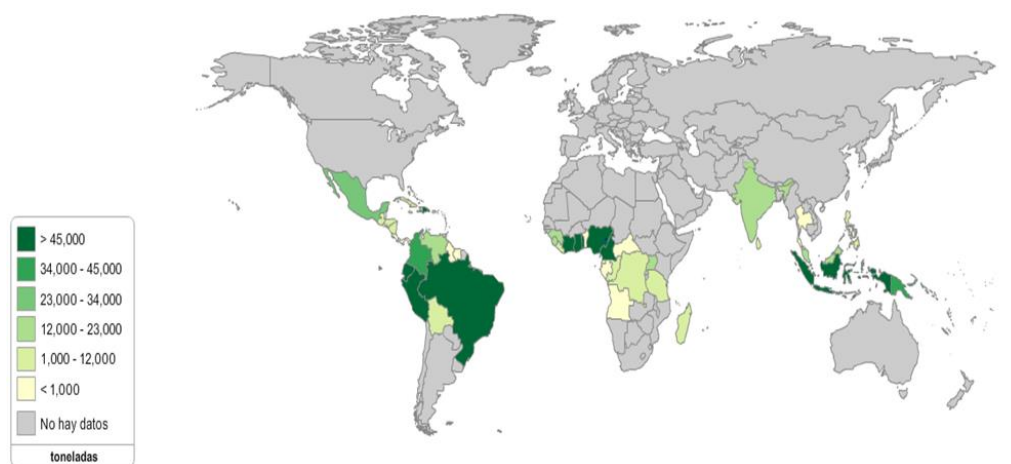 > 45,000
34,000 - 45,000
23,000 - 34,000
12,000 - 23,000
1,000 - 12,000
< 1,000
No hay datos
toneladas